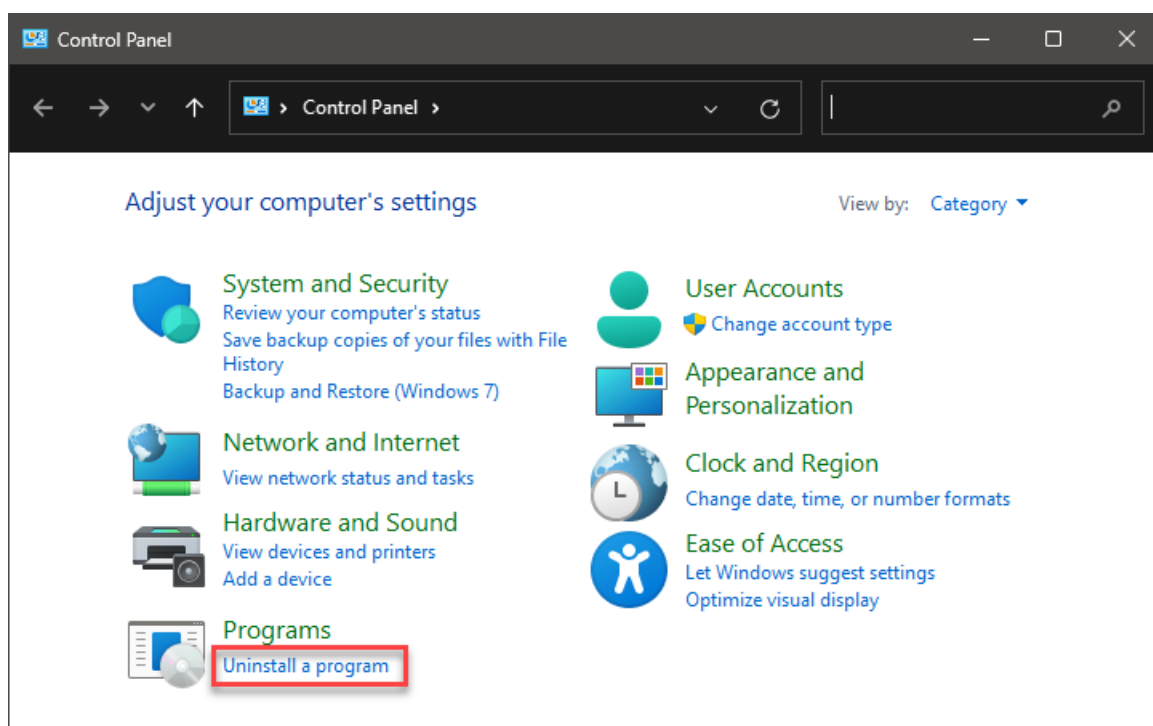 Control Panel
Control Panel
Adjust your computer's settings
View by: Category
System and Security
Review your computer's status
Save backup copies of your files with File
History
Backup and Restore (Windows 7)
Network and Internet
View network status and tasks
Hardware and Sound
View devices and printers
Add a device
Programs
Uninstall a program
User Accounts
Change account type
Appearance and
Personalization
Clock and Region
Change date, time, or number formats
Ease of Access
Let Windows suggest settings
Optimize visual display